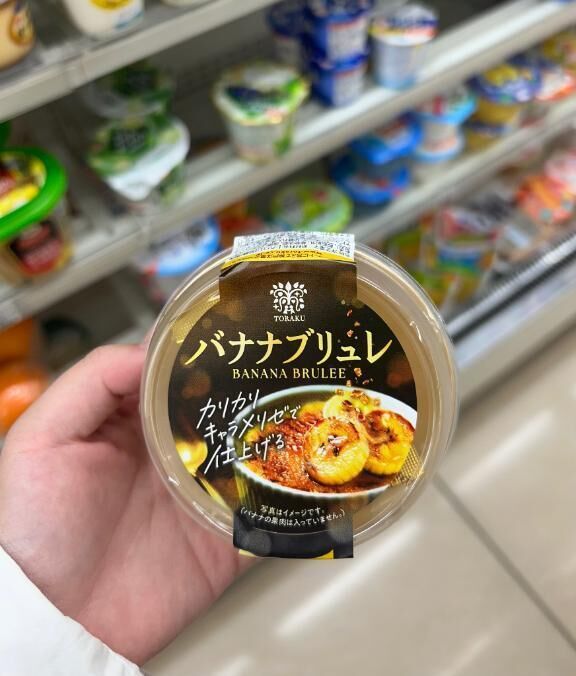 TORAKU
バナナブリュレ
BANANA BRULEE
カリカリ
キャラメリゼで
仕上げる
写真はイメージです。
(バナナの果肉は入っていません。)